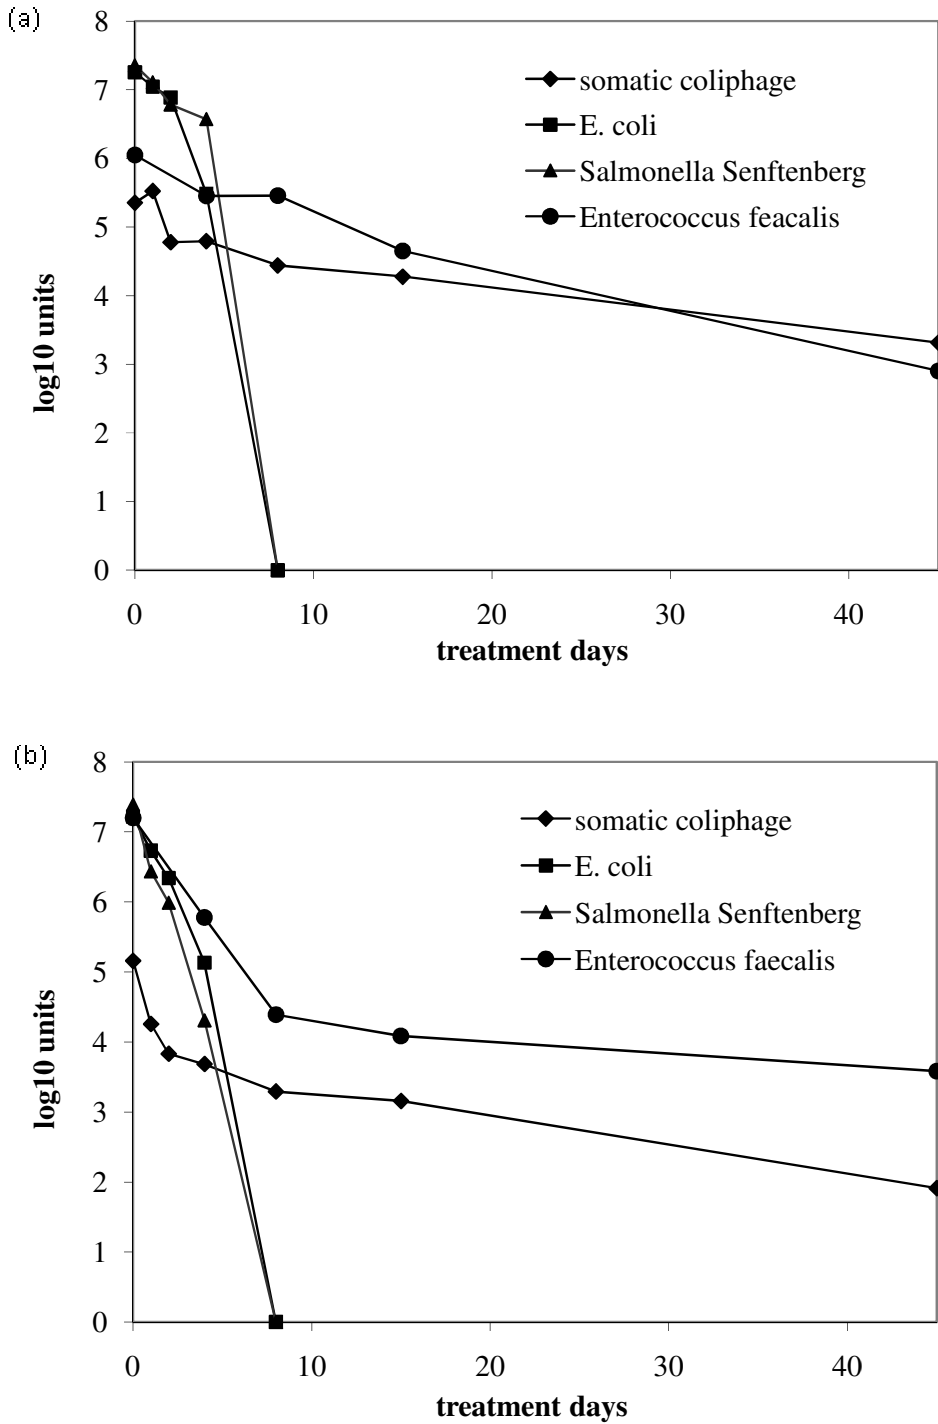 (a)
8
7
6
5
4
3
2
1
0
log10 units
somatic coliphage
E. coli
Salmonella Senftenberg
Enterococcus feacalis
0 10 20 30 40
treatment days
(b)
8
7
6
5
4
3
2
1
0
log10 units
somatic coliphage
E. coli
Salmonella Senftenberg
Enterococcus faecalis
0 10 20 30 40
treatment days